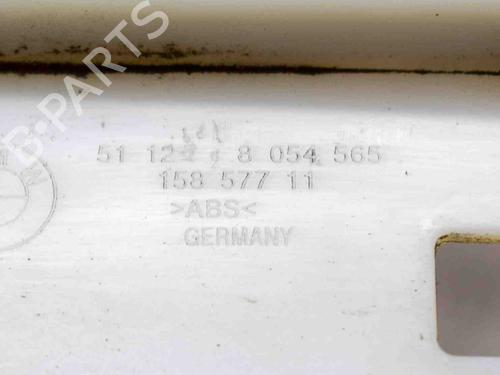 B-PARTS
51 12 8 054 565
158 577 11
>ABS<
GERMANY